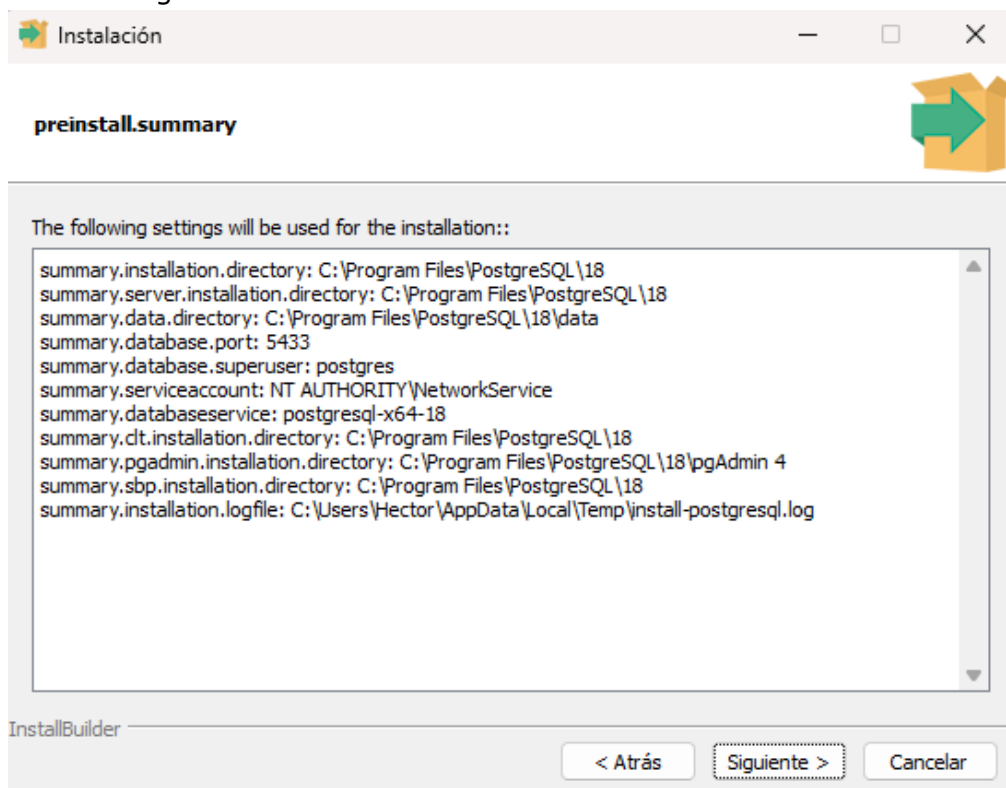 Instalación
preinstall.summary
The following settings will be used for the installation::
summary.installation.directory: C:\Program Files\PostgreSQL\18
summary.server.installation.directory: C:\Program Files\PostgreSQL\18
summary.data.directory: C:\Program Files\PostgreSQL\18\data
summary.database.port: 5433
summary.database.superuser: postgres
summary.serviceaccount: NT AUTHORITY\NetworkService
summary.databaseservice: postgresql-x64-18
summary.clt.installation.directory: C:\Program Files\PostgreSQL\18
summary.pgadmin.installation.directory: C:\Program Files\PostgreSQL\18\pgAdmin 4
summary.sbp.installation.directory: C:\Program Files\PostgreSQL\18
summary.installation.logfile: C:\Users\Hector\AppData\Local\Temp\install-postgresql.log
InstallBuilder
< Atrás
Siguiente >
Cancelar